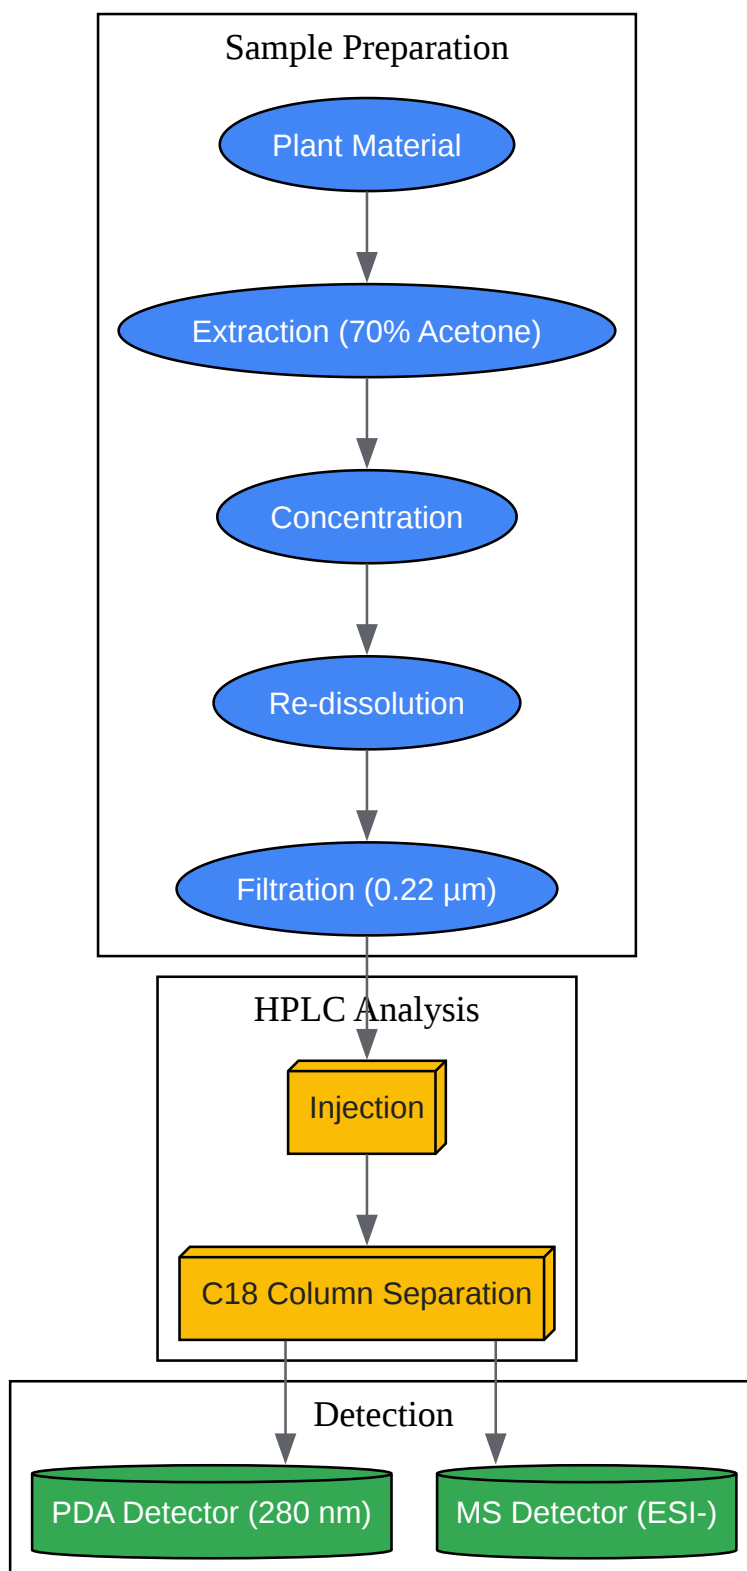 Sample Preparation
Plant Material
Extraction (70% Acetone)
Concentration
Re-dissolution
Filtration (0.22 µm)
HPLC Analysis
Injection
C18 Column Separation
Detection
PDA Detector (280 nm)
MS Detector (ESI-)